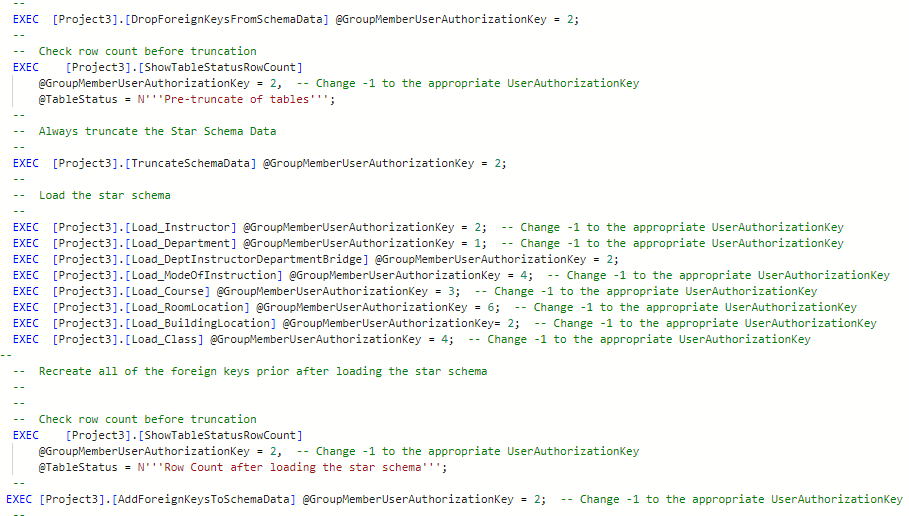 --
EXEC  [Project3].[DropForeignKeysFromSchemaData] @GroupMemberUserAuthorizationKey = 2;
--
--  Check row count before truncation
EXEC    [Project3].[ShowTableStatusRowCount]
    @GroupMemberUserAuthorizationKey = 2,  -- Change -1 to the appropriate UserAuthorizationKey
    @TableStatus = N'''Pre-truncate of tables''';
--
--  Always truncate the Star Schema Data
--
EXEC  [Project3].[TruncateSchemaData] @GroupMemberUserAuthorizationKey = 2;
--
--  Load the star schema
--
EXEC  [Project3].[Load_Instructor] @GroupMemberUserAuthorizationKey = 2;  -- Change -1 to the appropriate UserAuthorizationKey
EXEC  [Project3].[Load_Department] @GroupMemberUserAuthorizationKey = 1;  -- Change -1 to the appropriate UserAuthorizationKey
EXEC  [Project3].[Load_DeptInstructorDepartmentBridge] @GroupMemberUserAuthorizationKey = 2;
EXEC  [Project3].[Load_ModeOfInstruction] @GroupMemberUserAuthorizationKey = 4;  -- Change -1 to the appropriate UserAuthorizationKey
EXEC  [Project3].[Load_Course] @GroupMemberUserAuthorizationKey = 3;  -- Change -1 to the appropriate UserAuthorizationKey
EXEC  [Project3].[Load_RoomLocation] @GroupMemberUserAuthorizationKey = 6;  -- Change -1 to the appropriate UserAuthorizationKey
EXEC  [Project3].[Load_BuildingLocation] @GroupMemberUserAuthorizationKey= 2;  -- Change -1 to the appropriate UserAuthorizationKey
EXEC  [Project3].[Load_Class] @GroupMemberUserAuthorizationKey = 4;  -- Change -1 to the appropriate UserAuthorizationKey
--
--  Recreate all of the foreign keys prior after loading the star schema
--
--
--  Check row count before truncation
EXEC    [Project3].[ShowTableStatusRowCount]
    @GroupMemberUserAuthorizationKey = 2,  -- Change -1 to the appropriate UserAuthorizationKey
    @TableStatus = N'''Row Count after loading the star schema''';
--
EXEC [Project3].[AddForeignKeysToSchemaData] @GroupMemberUserAuthorizationKey = 2;  -- Change -1 to the appropriate UserAuthorizationKey
--